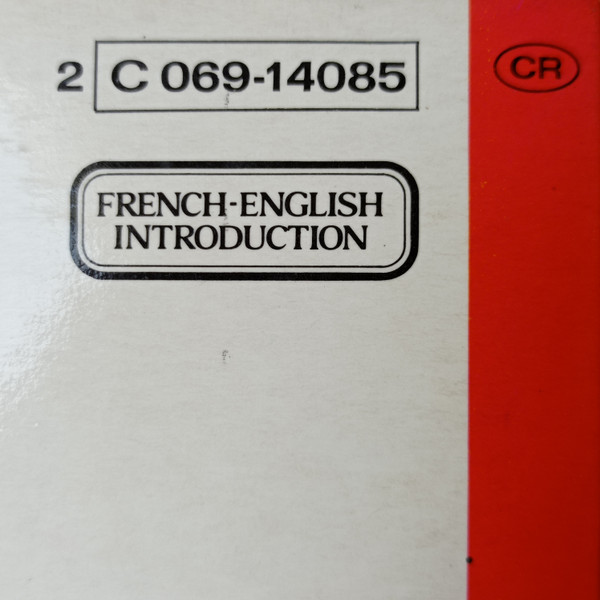 2 C 069-14085 CR
FRENCH-ENGLISH
INTRODUCTION